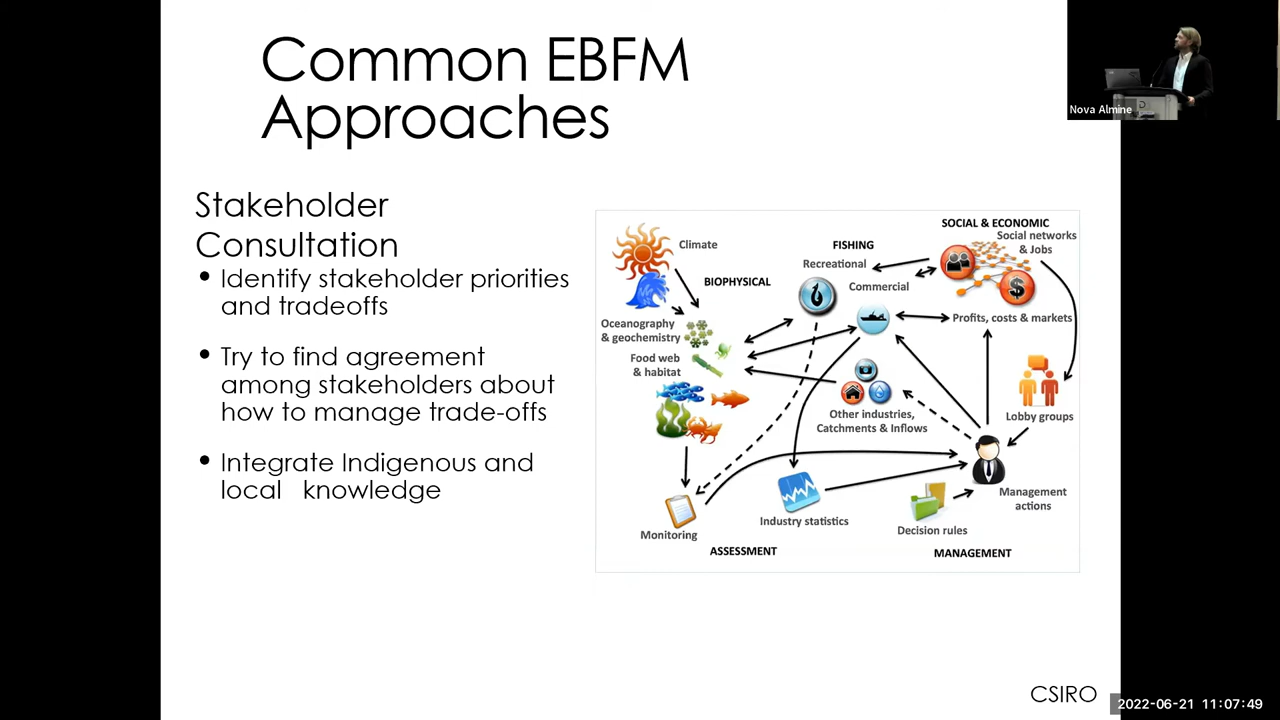 Common EBFM
Approaches
Nova Almine
Stakeholder
Consultation
• Identify stakeholder priorities
and tradeoffs
• Try to find agreement
among stakeholders about
how to manage trade-offs
• Integrate Indigenous and
local knowledge
SOCIAL & ECONOMIC
Social networks
& Jobs
FISHING
Climate
Recreational
BIOPHYSICAL
Commercial
Oceanography
& geochemistry
Profits, costs & markets
Food web
& habitat
Other industries,
Catchments & Inflows
Lobby groups
Management
actions
Industry statistics
Decision rules
Monitoring
ASSESSMENT
MANAGEMENT
CSIRO
2022-06-21 11:07:49